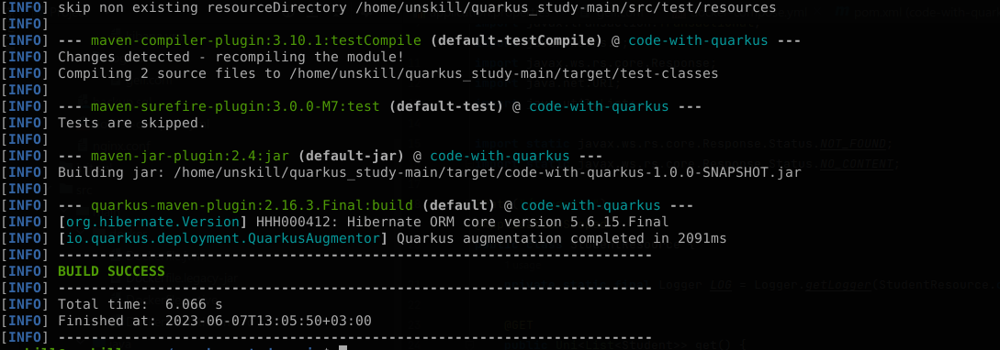 [INFO] skip non existing resourceDirectory /home/unskill/quarkus_study-main/src/test/resources
[INFO]
[INFO] --- maven-compiler-plugin:3.10.1:testCompile (default-testCompile) @ code-with-quarkus ---
[INFO] Changes detected - recompiling the module!
[INFO] Compiling 2 source files to /home/unskill/quarkus_study-main/target/test-classes
[INFO]
[INFO] --- maven-surefire-plugin:3.0.0-M7:test (default-test) @ code-with-quarkus ---
[INFO] Tests are skipped.
[INFO]
[INFO] --- maven-jar-plugin:2.4:jar (default-jar) @ code-with-quarkus ---
[INFO] Building jar: /home/unskill/quarkus_study-main/target/code-with-quarkus-1.0.0-SNAPSHOT.jar
[INFO]
[INFO] --- quarkus-maven-plugin:2.16.3.Final:build (default) @ code-with-quarkus ---
[INFO] [org.hibernate.Version] HHH000412: Hibernate ORM core version 5.6.15.Final
[INFO] [io.quarkus.deployment.QuarkusAugmentor] Quarkus augmentation completed in 2091ms
[INFO] ------------------------------------------------------------------------
[INFO] BUILD SUCCESS
[INFO] ------------------------------------------------------------------------
[INFO] Total time:  6.066 s
[INFO] Finished at: 2023-06-07T13:05:50+03:00
[INFO] ------------------------------------------------------------------------